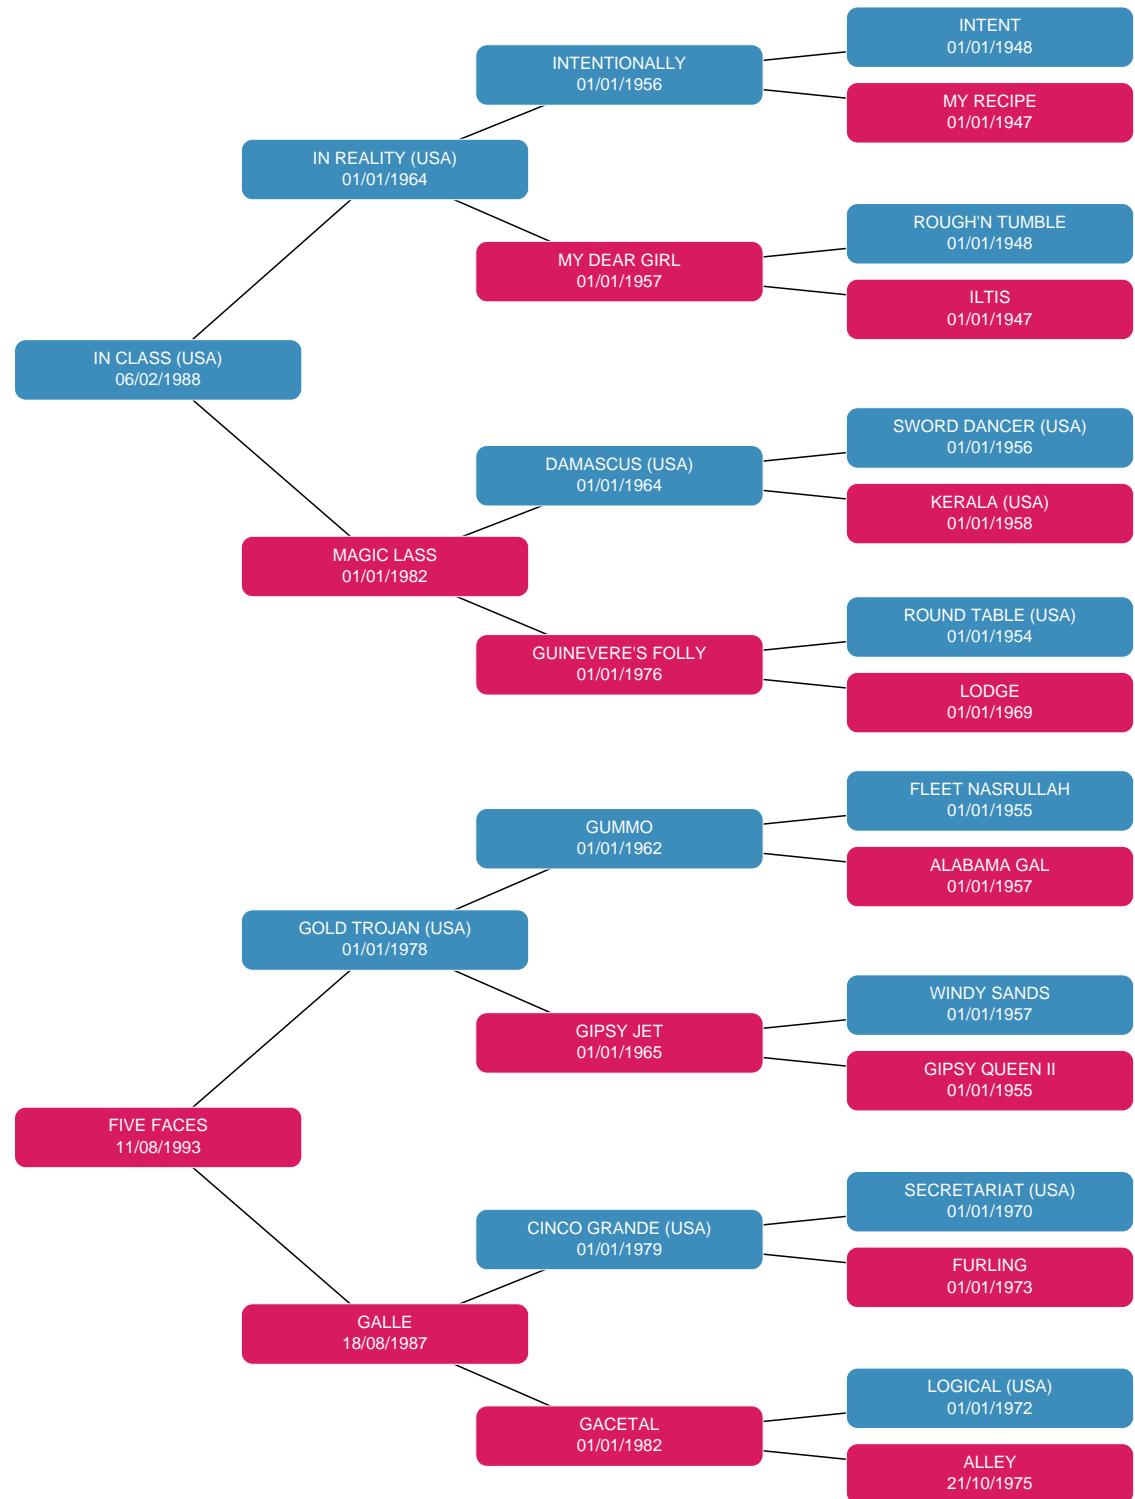 INTENT
01/01/1948
INTENTIONALLY
01/01/1956
MY RECIPE
01/01/1947
IN REALITY (USA)
01/01/1964
ROUGH'N TUMBLE
01/01/1948
MY DEAR GIRL
01/01/1957
ILTIS
01/01/1947
IN CLASS (USA)
06/02/1988
SWORD DANCER (USA)
01/01/1956
DAMASCUS (USA)
01/01/1964
KERALA (USA)
01/01/1958
MAGIC LASS
01/01/1982
ROUND TABLE (USA)
01/01/1954
GUINEVERE'S FOLLY
01/01/1976
LODGE
01/01/1969
FLEET NASRULLAH
01/01/1955
GUMMO
01/01/1962
ALABAMA GAL
01/01/1957
GOLD TROJAN (USA)
01/01/1978
WINDY SANDS
01/01/1957
GIPSY JET
01/01/1965
GIPSY QUEEN II
01/01/1955
FIVE FACES
11/08/1993
SECRETARIAT (USA)
01/01/1970
CINCO GRANDE (USA)
01/01/1979
FURLING
01/01/1973
GALLE
18/08/1987
LOGICAL (USA)
01/01/1972
GACETAL
01/01/1982
ALLEY
21/10/1975